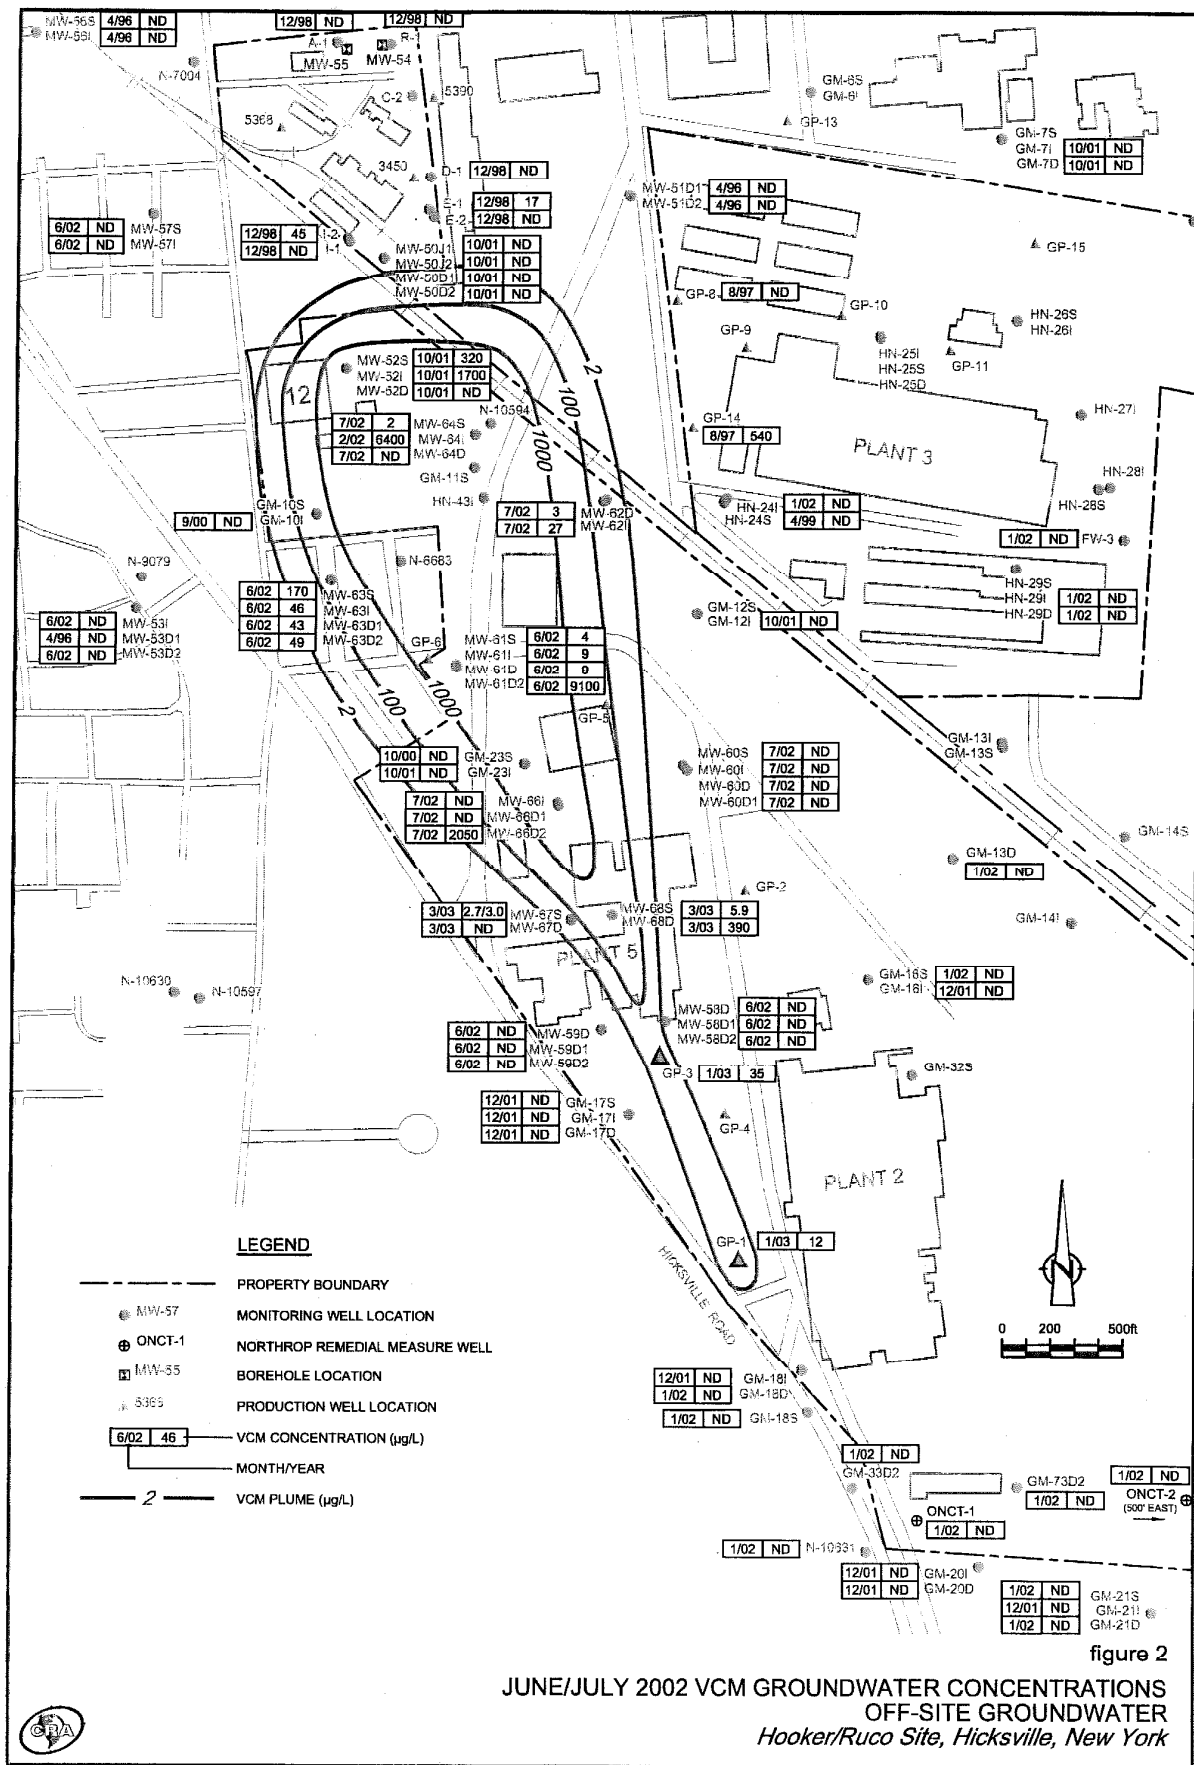 MW-56S 4/96 ND
MW-56I 4/96 ND
12/98 ND
12/98 ND
A-1
R-1
MW-55
MW-54
N-7004
C-2
5390
5368
3450
D-1 12/98 ND
E-1 12/98 17
E-2 12/98 ND
GM-6S
GM-6I
GP-13
GM-7S
GM-7I 10/01 ND
GM-7D 10/01 ND
MW-51D1 4/96 ND
MW-51D2 4/96 ND
6/02 ND MW-57S
6/02 ND MW-57I
12/98 45 I-2
12/98 ND I-1
MW-50J1 10/01 ND
MW-50J2 10/01 ND
MW-50D1 10/01 ND
MW-50D2 10/01 ND
GP-15
GP-8 8/97 ND
GP-10
GP-9
HN-26S
HN-26I
HN-25I
HN-25S
HN-25D
GP-11
2
100
1000
12
MW-52S 10/01 320
MW-52I 10/01 1700
MW-52D 10/01 ND
N-10594
7/02 2 MW-64S
2/02 6400 MW-64I
7/02 ND MW-64D
GM-11S
HN-43I
GP-14
8/97 540
PLANT 3
HN-27I
HN-28I
HN-28S
9/00 ND
GM-10S
GM-10I
7/02 3 MW-62D
7/02 27 MW-62I
HN-24I 1/02 ND
HN-24S 4/99 ND
1/02 ND FW-3
N-9079
N-6683
HN-29S
HN-29I 1/02 ND
HN-29D 1/02 ND
6/02 170 MW-63S
6/02 46 MW-63I
6/02 43 MW-63D1
6/02 49 MW-63D2
6/02 ND MW-53I
4/96 ND MW-53D1
6/02 ND MW-53D2
GM-12S
GM-12I 10/01 ND
GP-6
MW-61S 6/02 4
MW-61I 6/02 9
MW-61D 6/02
MW-61D2 6/02 9100
GP-5
2
100
1000
GM-13I
GM-13S
10/00 ND GM-23S
10/01 ND GM-23I
MW-60S 7/02 ND
MW-60I 7/02 ND
MW-60D 7/02 ND
MW-60D1 7/02 ND
7/02 ND MW-66I
7/02 ND MW-66D1
7/02 2050 MW-66D2
GM-14S
GM-13D
1/02 ND
GP-2
GM-14I
3/03 2.7/3.0 MW-67S
3/03 ND MW-67D
MW-68S 3/03 5.9
MW-68D 3/03 390
PLANT 5
N-10630
N-10597
GM-16S 1/02 ND
GM-16I 12/01 ND
MW-58D 6/02 ND
MW-58D1 6/02 ND
MW-58D2 6/02 ND
6/02 ND MW-59D
6/02 ND MW-59D1
6/02 ND MW-59D2
GP-3 1/03 35
GM-32S
12/01 ND GM-17S
12/01 ND GM-17I
12/01 ND GM-17D
GP-4
PLANT 2
GP-1 1/03 12
HICKSVILLE ROAD
N
0 200 500ft
LEGEND
PROPERTY BOUNDARY
MW-57 MONITORING WELL LOCATION
ONCT-1 NORTHROP REMEDIAL MEASURE WELL
MW-55 BOREHOLE LOCATION
5368 PRODUCTION WELL LOCATION
6/02 46 VCM CONCENTRATION (µg/L)
MONTH/YEAR
2 VCM PLUME (µg/L)
12/01 ND GM-18I
1/02 ND GM-18D
1/02 ND GM-18S
1/02 ND
GM-33D2
GM-73D2
1/02 ND
1/02 ND
ONCT-2
(500' EAST)
ONCT-1
1/02 ND
1/02 ND N-10631
12/01 ND GM-20I
12/01 ND GM-20D
1/02 ND GM-21S
12/01 ND GM-21I
1/02 ND GM-21D
figure 2
JUNE/JULY 2002 VCM GROUNDWATER CONCENTRATIONS
OFF-SITE GROUNDWATER
Hooker/Ruco Site, Hicksville, New York
CRA